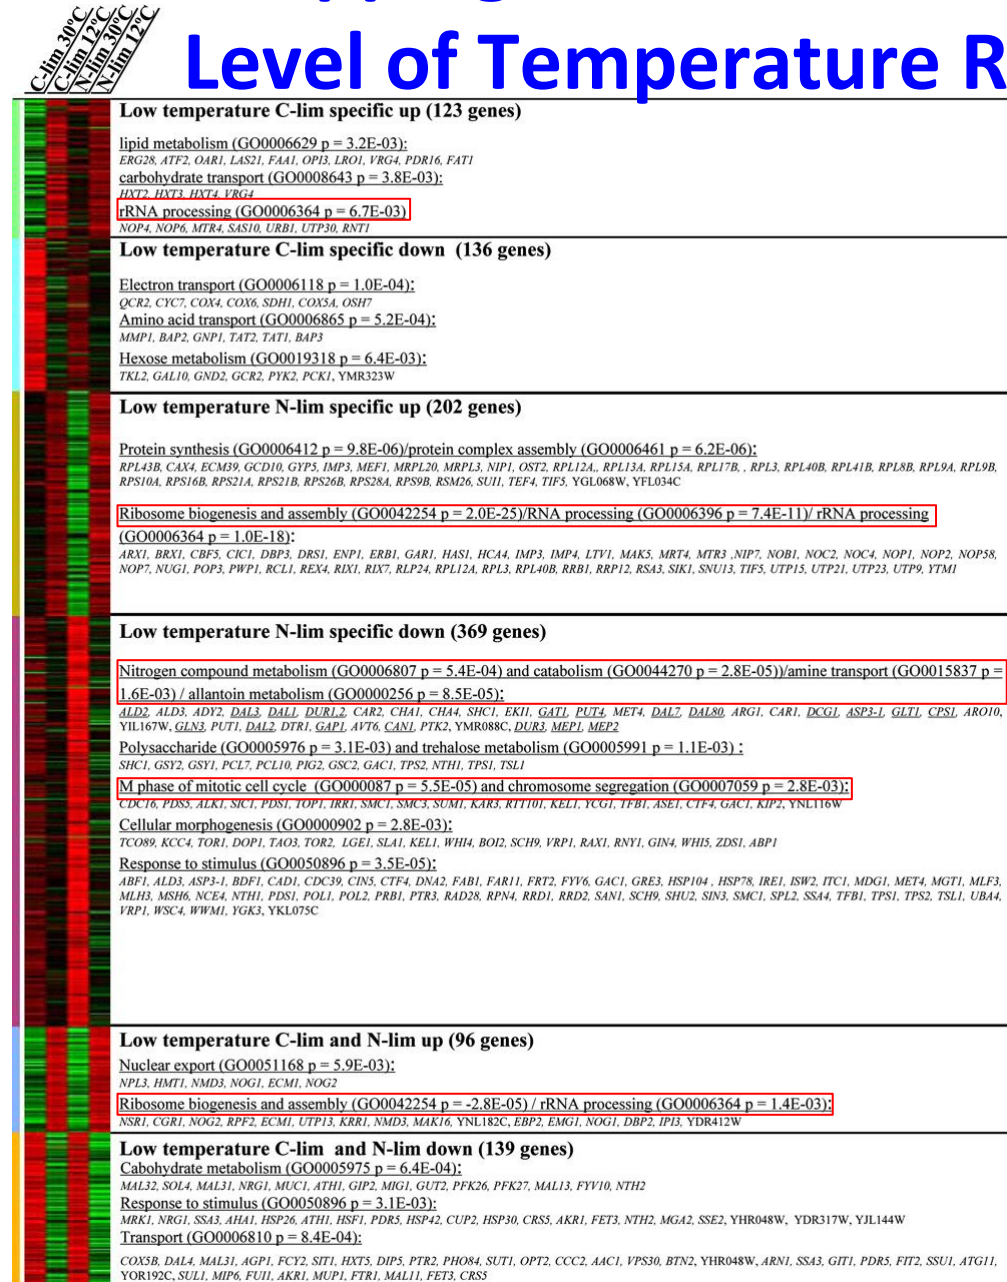 C-lim 30ºC
C-lim 12ºC
N-lim 30ºC
N-lim 12ºC
Level of Temperature R
Low temperature C-lim specific up (123 genes)
lipid metabolism (GO0006629 p = 3.2E-03):
ERG28, ATF2, OAR1, LAS21, FAA1, OPI3, LRO1, VRG4, PDR16, FAT1
carbohydrate transport (GO0008643 p = 3.8E-03):
HXT2, HXT3, HXT4, VRG4
rRNA processing (GO0006364 p = 6.7E-03)
NOP4, NOP6, MTR4, SAS10, URB1, UTP30, RNT1
Low temperature C-lim specific down (136 genes)
Electron transport (GO0006118 p = 1.0E-04):
QCR2, CYC7, COX4, COX6, SDH1, COX5A, OSH7
Amino acid transport (GO0006865 p = 5.2E-04):
MMP1, BAP2, GNP1, TAT2, TAT1, BAP3
Hexose metabolism (GO0019318 p = 6.4E-03):
TKL2, GAL10, GND2, GCR2, PYK2, PCK1, YMR323W
Low temperature N-lim specific up (202 genes)
Protein synthesis (GO0006412 p = 9.8E-06)/protein complex assembly (GO0006461 p = 6.2E-06):
RPL43B, CAX4, ECM39, GCD10, GYP5, IMP3, MEF1, MRPL20, MRPL3, NIP1, OST2, RPL12A,, RPL13A, RPL15A, RPL17B, , RPL3, RPL40B, RPL41B, RPL8B, RPL9A, RPL9B,
RPS10A, RPS16B, RPS21A, RPS21B, RPS26B, RPS28A, RPS9B, RSM26, SUI1, TEF4, TIF5, YGL068W, YFL034C
Ribosome biogenesis and assembly (GO0042254 p = 2.0E-25)/RNA processing (GO0006396 p = 7.4E-11)/ rRNA processing
(GO0006364 p = 1.0E-18):
ARX1, BRX1, CBF5, CIC1, DBP3, DRS1, ENP1, ERB1, GAR1, HAS1, HCA4, IMP3, IMP4, LTV1, MAK5, MRT4, MTR3 ,NIP7, NOB1, NOC2, NOC4, NOP1, NOP2, NOP58,
NOP7, NUG1, POP3, PWP1, RCL1, REX4, RIX1, RIX7, RLP24, RPL12A, RPL3, RPL40B, RRB1, RRP12, RSA3, SIK1, SNU13, TIF5, UTP15, UTP21, UTP23, UTP9, YTM1
Low temperature N-lim specific down (369 genes)
Nitrogen compound metabolism (GO0006807 p = 5.4E-04) and catabolism (GO0044270 p = 2.8E-05))/amine transport (GO0015837 p =
1.6E-03) / allantoin metabolism (GO0000256 p = 8.5E-05):
ALD2, ALD3, ADY2, DAL3, DAL1, DUR1,2, CAR2, CHA1, CHA4, SHC1, EKI1, GAT1, PUT4, MET4, DAL7, DAL80, ARG1, CAR1, DCG1, ASP3-1, GLT1, CPS1, ARO10,
YIL167W, GLN3, PUT1, DAL2, DTR1, GAP1, AVT6, CAN1, PTK2, YMR088C, DUR3, MEP1, MEP2
Polysaccharide (GO0005976 p = 3.1E-03) and trehalose metabolism (GO0005991 p = 1.1E-03) :
SHC1, GSY2, GSY1, PCL7, PCL10, PIG2, GSC2, GAC1, TPS2, NTH1, TPS1, TSL1
M phase of mitotic cell cycle (GO000087 p = 5.5E-05) and chromosome segregation (GO0007059 p = 2.8E-03):
CDC16, PDS5, ALK1, SIC1, PDS1, TOP1, IRR1, SMC1, SMC3, SUM1, KAR3, RTT101, KEL1, YCG1, TFB1, ASE1, CTF4, GAC1, KIP2, YNL116W
Cellular morphogenesis (GO0000902 p = 2.8E-03):
TCO89, KCC4, TOR1, DOP1, TAO3, TOR2, LGE1, SLA1, KEL1, WHI4, BOI2, SCH9, VRP1, RAX1, RNY1, GIN4, WHI5, ZDS1, ABP1
Response to stimulus (GO0050896 p = 3.5E-05):
ABF1, ALD3, ASP3-1, BDF1, CAD1, CDC39, CIN5, CTF4, DNA2, FAB1, FAR11, FRT2, FYV6, GAC1, GRE3, HSP104 , HSP78, IRE1, ISW2, ITC1, MDG1, MET4, MGT1, MLF3,
MLH3, MSH6, NCE4, NTH1, PDS1, POL1, POL2, PRB1, PTR3, RAD28, RPN4, RRD1, RRD2, SAN1, SCH9, SHU2, SIN3, SMC1, SPL2, SSA4, TFB1, TPS1, TPS2, TSL1, UBA4,
VRP1, WSC4, WWM1, YGK3, YKL075C
Low temperature C-lim and N-lim up (96 genes)
Nuclear export (GO0051168 p = 5.9E-03):
NPL3, HMT1, NMD3, NOG1, ECM1, NOG2
Ribosome biogenesis and assembly (GO0042254 p = -2.8E-05) / rRNA processing (GO0006364 p = 1.4E-03):
NSR1, CGR1, NOG2, RPF2, ECM1, UTP13, KRR1, NMD3, MAK16, YNL182C, EBP2, EMG1, NOG1, DBP2, IPI3, YDR412W
Low temperature C-lim and N-lim down (139 genes)
Cabohydrate metabolism (GO0005975 p = 6.4E-04):
MAL32, SOL4, MAL31, NRG1, MUC1, ATH1, GIP2, MIG1, GUT2, PFK26, PFK27, MAL13, FYV10, NTH2
Response to stimulus (GO0050896 p = 3.1E-03):
MRK1, NRG1, SSA3, AHA1, HSP26, ATH1, HSF1, PDR5, HSP42, CUP2, HSP30, CRS5, AKR1, FET3, NTH2, MGA2, SSE2, YHR048W, YDR317W, YJL144W
Transport (GO0006810 p = 8.4E-04):
COX5B, DAL4, MAL31, AGP1, FCY2, SIT1, HXT5, DIP5, PTR2, PHO84, SUT1, OPT2, CCC2, AAC1, VPS30, BTN2, YHR048W, ARN1, SSA3, GIT1, PDR5, FIT2, SSU1, ATG11,
YOR192C, SUL1, MIP6, FUI1, AKR1, MUP1, FTR1, MAL11, FET3, CRS5